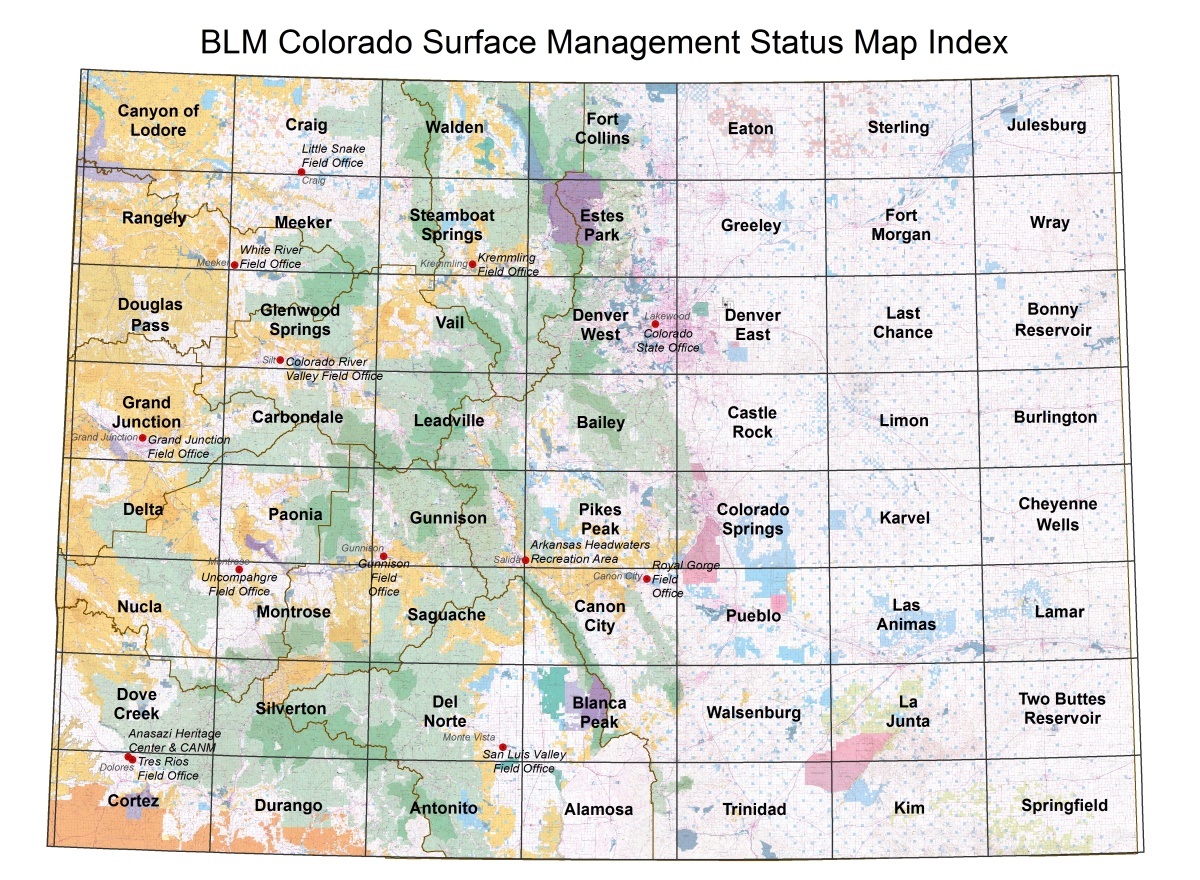 BLM Colorado Surface Management Status Map Index
Canyon of
Lodore
Craig
Walden
Fort
Collins
Eaton
Sterling
Julesburg
Little Snake
Field Office
Craig
Rangely
Meeker
Steamboat
Springs
Estes
Park
Greeley
Fort
Morgan
Wray
White River
Field Office
Meeker
Kremmling
Kremmling
Field Office
Douglas
Pass
Glenwood
Springs
Vail
Denver
West
Lakewood
Colorado
State Office
Denver
East
Last
Chance
Bonny
Reservoir
Silt
Colorado River
Valley Field Office
Grand
Junction
Carbondale
Leadville
Bailey
Castle
Rock
Limon
Burlington
Grand Junction
Grand Junction
Field Office
Delta
Paonia
Gunnison
Pikes
Peak
Colorado
Springs
Karvel
Cheyenne
Wells
Montrose
Uncompahgre
Field Office
Gunnison
Gunnison
Field
Office
Salida
Arkansas Headwaters
Recreation Area
Canon City
Royal Gorge
Field
Office
Nucla
Montrose
Saguache
Canon
City
Pueblo
Las
Animas
Lamar
Dove
Creek
Silverton
Del
Norte
Blanca
Peak
Walsenburg
La
Junta
Two Buttes
Reservoir
Anasazi Heritage
Center & CANM
Dolores
Tres Rios
Field Office
Monte Vista
San Luis Valley
Field Office
Cortez
Durango
Antonito
Alamosa
Trinidad
Kim
Springfield